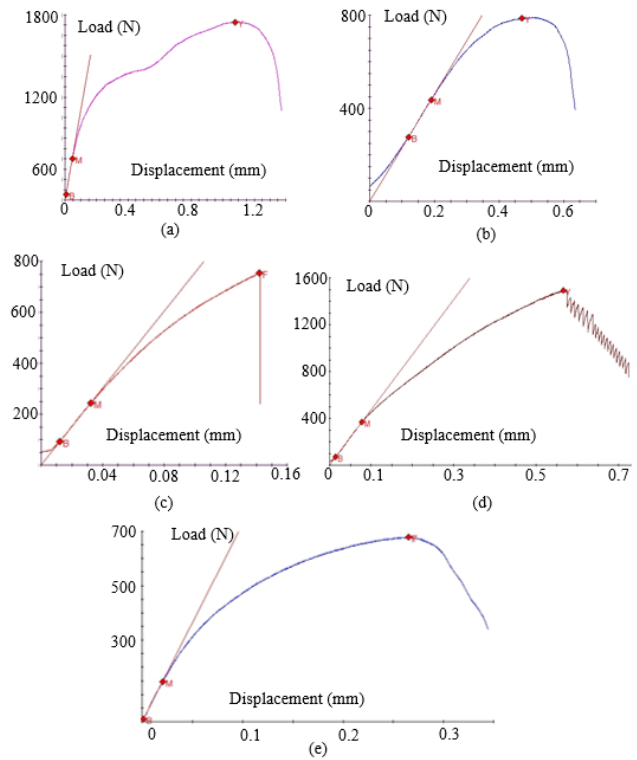 1800
Load (N)
Y
1200
M
600
Displacement (mm)
B
0 0.4 0.8 1.2
(a)
800
Load (N)
Y
M
400
B
Displacement (mm)
0 0.2 0.4 0.6
(b)
800
Load (N)
F
600
400
M
200
B
Displacement (mm)
0.04 0.08 0.12 0.16
(c)
1600
Load (N)
Y
1200
800
M
400
Displacement (mm)
B
0 0.1 0.3 0.5 0.7
(d)
700
Load (N)
500
300
M
Displacement (mm)
B
0 0.1 0.2 0.3
(e)